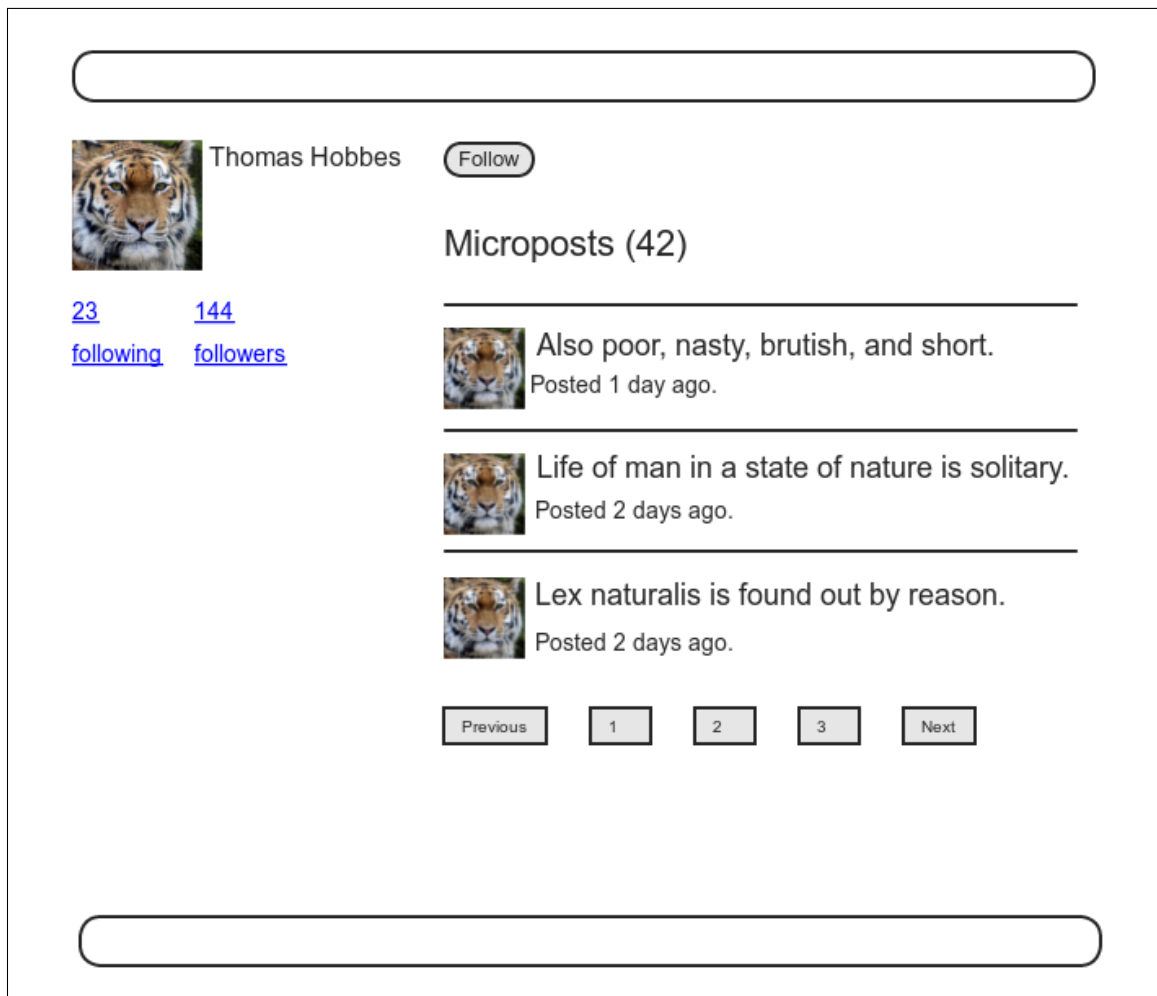 Thomas Hobbes
Follow
23
following
144
followers
Microposts (42)
Also poor, nasty, brutish, and short.
Posted 1 day ago.
Life of man in a state of nature is solitary.
Posted 2 days ago.
Lex naturalis is found out by reason.
Posted 2 days ago.
Previous 1 2 3 Next